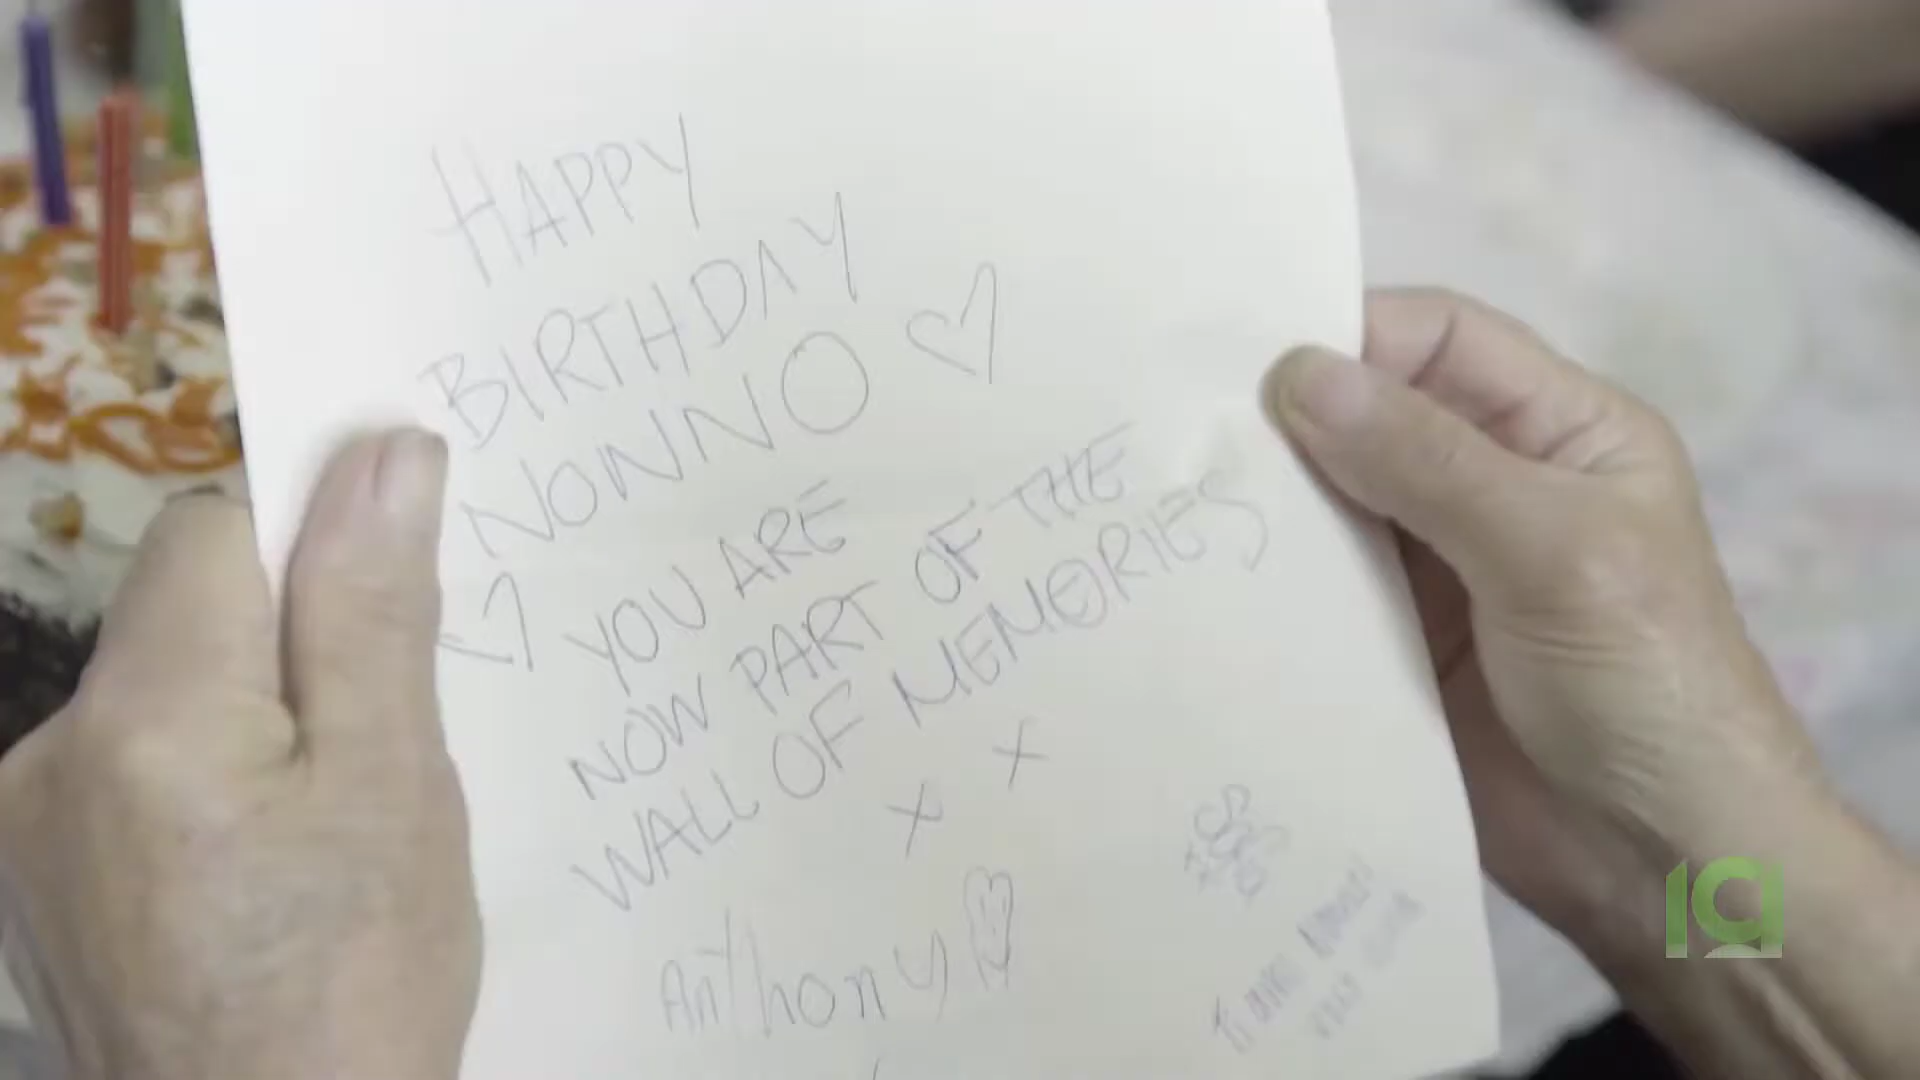 HAPPY
BIRTHDAY
NONNO
YOU ARE
NOW PART OF THE
WALL OF MEMORIES
x x
Anthony